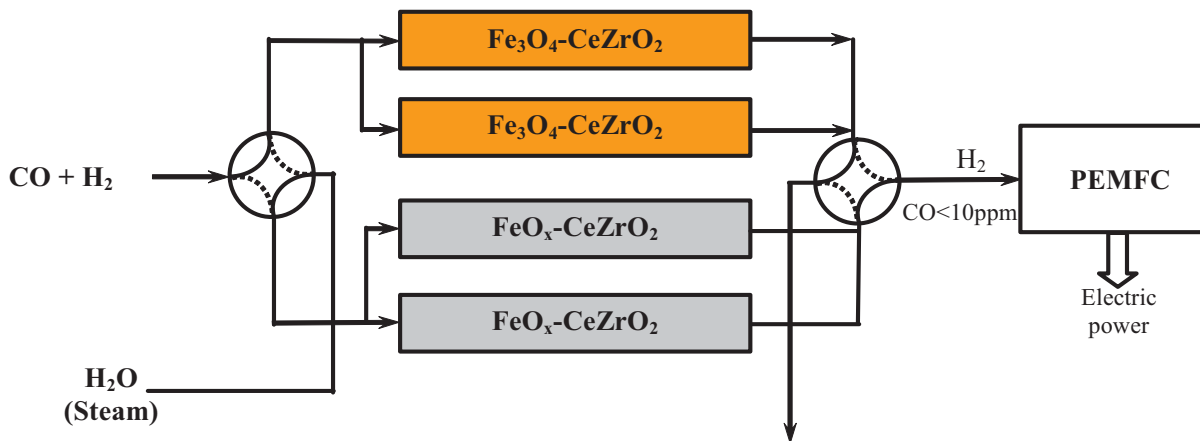 Fe₃O₄-CeZrO₂
Fe₃O₄-CeZrO₂
CO + H₂
H₂
CO<10ppm
PEMFC
FeOₓ-CeZrO₂
FeOₓ-CeZrO₂
Electric
power
H₂O
(Steam)